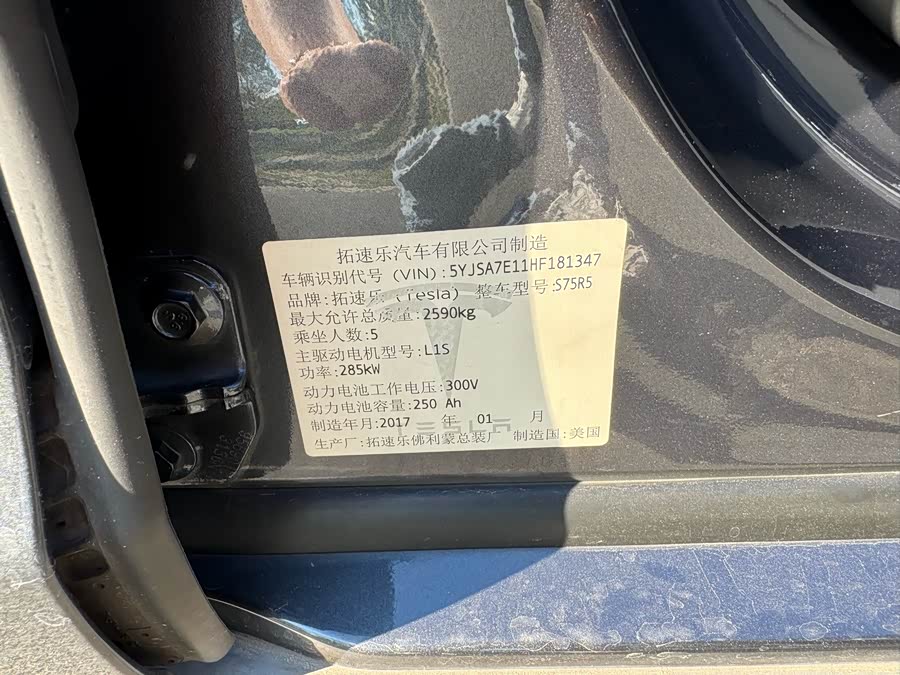 拓速乐汽车有限公司制造
车辆识别代号 (VIN) : 5YJSA7E11HF181347
品牌:拓速乐 (Tesla) 整车型号:S75R5
最大允许总质量:2590kg
乘坐人数:5
主驱动电机型号:L1S
功率:285kW
动力电池工作电压:300V
动力电池容量:250 Ah
制造年月:2017 年 01 月
TESLA
生产厂:拓速乐佛利蒙总装厂 制造国:美国